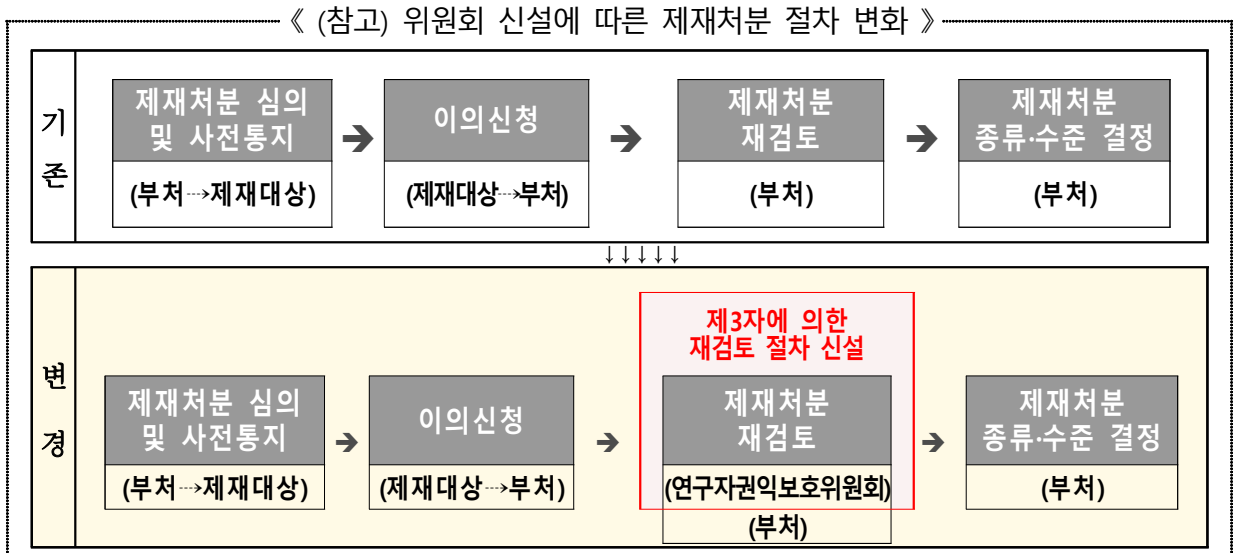 《 (참고) 위원회 신설에 따른 제재처분 절차 변화 》
기
존
제재처분 심의
및 사전통지
(부처→제재대상)
➔
이의신청
(제재대상→부처)
➔
제재처분
재검토
(부처)
➔
제재처분
종류·수준 결정
(부처)
↓↓↓↓↓
변
경
제재처분 심의
및 사전통지
(부처→제재대상)
➔
이의신청
(제재대상→부처)
➔
제3자에 의한
재검토 절차 신설
제재처분
재검토
(연구자권익보호위원회)
(부처)
➔
제재처분
종류·수준 결정
(부처)